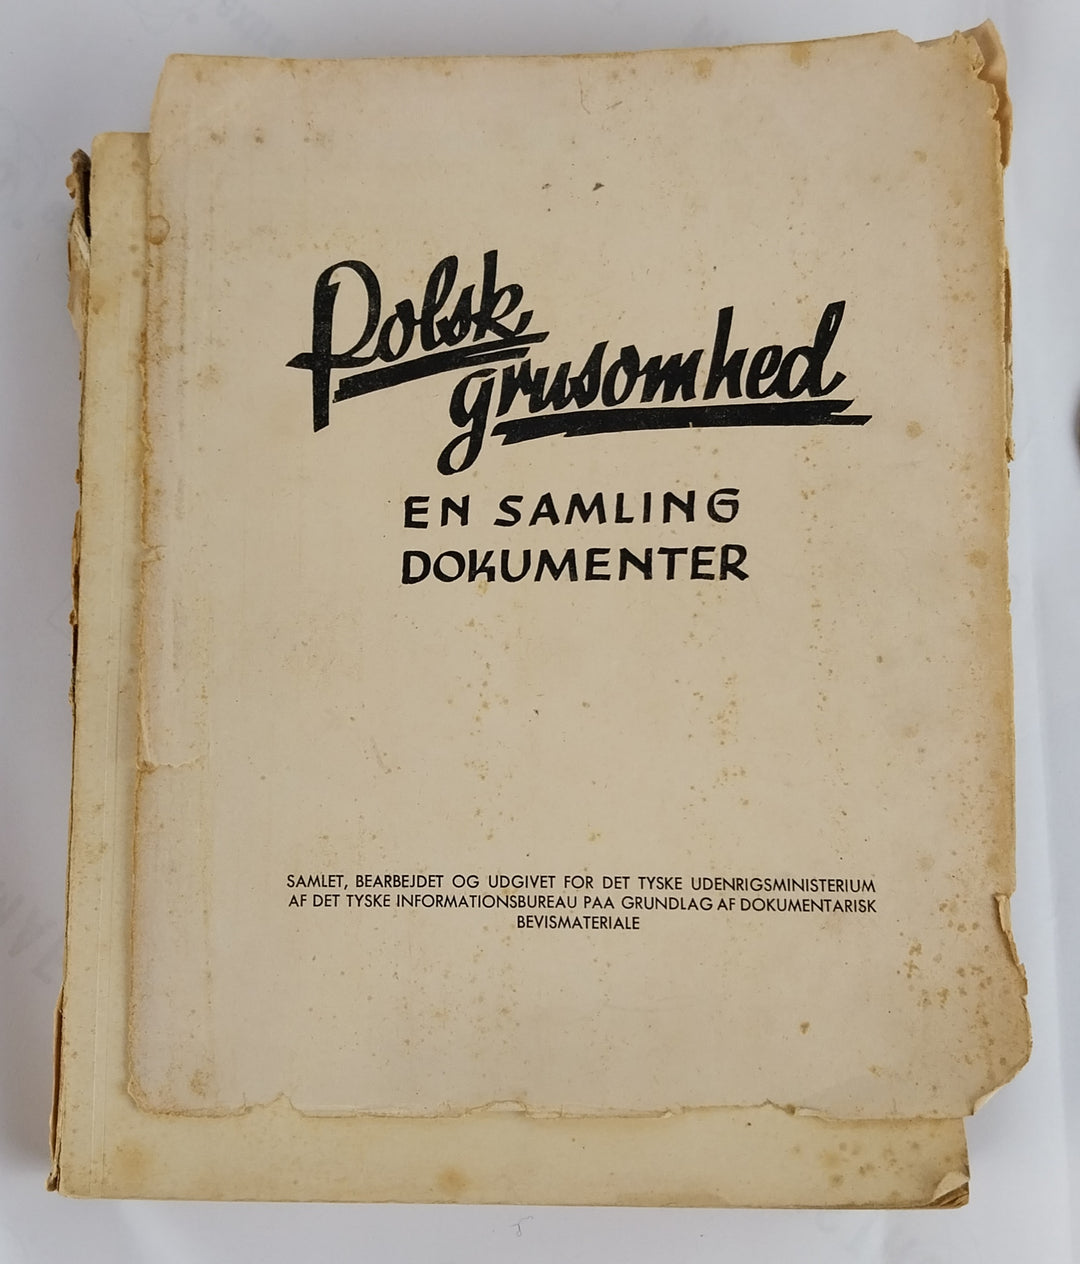 Polsk
grusomhed
EN SAMLING
DOKUMENTER
SAMLET, BEARBEJDET OG UDGIVET FOR DET TYSKE UDENRIGSMINISTERIUM
AF DET TYSKE INFORMATIONSBUREAU PAA GRUNDLAG AF DOKUMENTARISK
BEVISMATERIALE